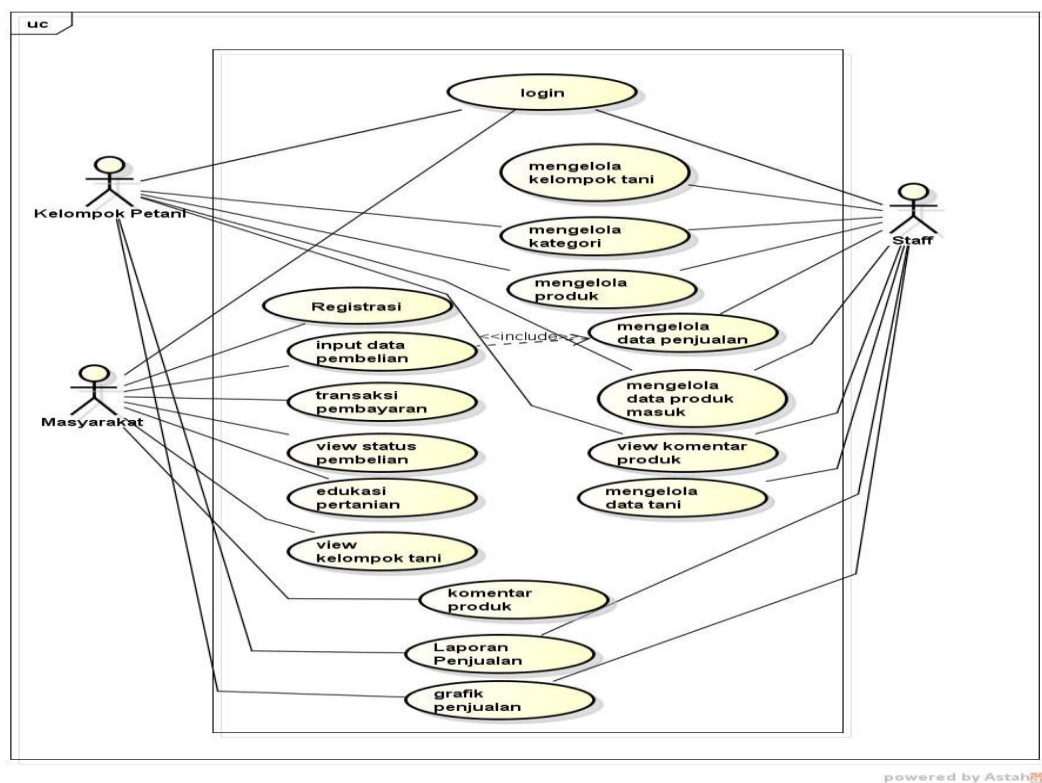 uc
login
mengelola
kelompok tani
Kelompok Petani
mengelola
kategori
Staff
mengelola
produk
Registrasi
mengelola
data penjualan
<<include>>
input data
pembelian
mengelola
data produk
masuk
transaksi
pembayaran
Masyarakat
view status
pembelian
view komentar
produk
edukasi
pertanian
mengelola
data tani
view
kelompok tani
komentar
produk
Laporan
Penjualan
grafik
penjualan
powered by Astah